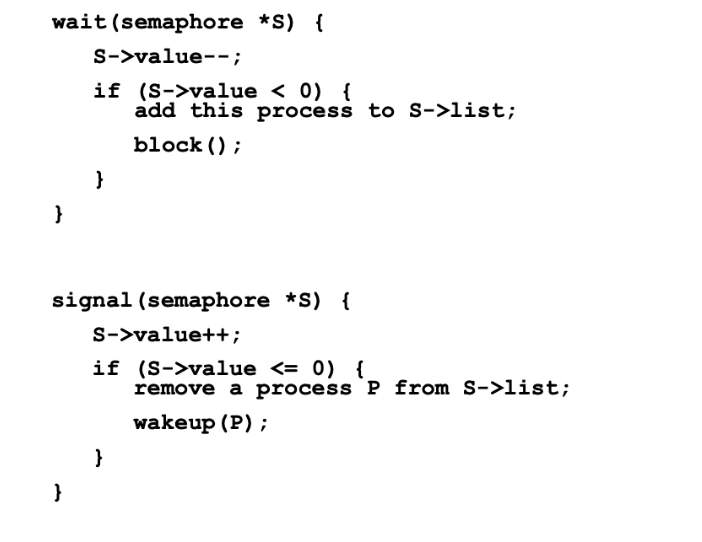 wait(semaphore *S) {
S->value--;
if (S->value < 0) {
add this process to S->list;
block();
}
}
signal(semaphore *S) {
S->value++;
if (S->value <= 0) {
remove a process P from S->list;
wakeup(P);
}
}